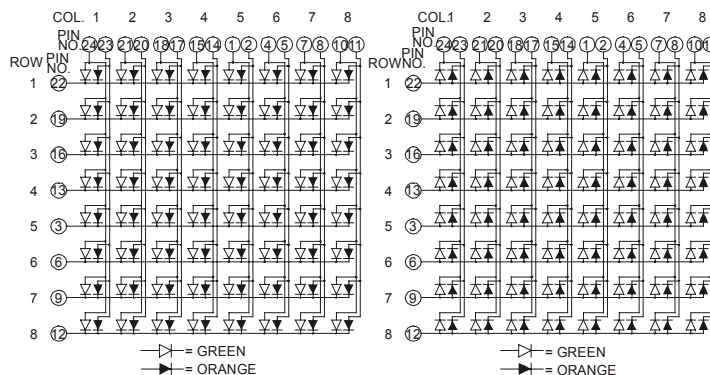 COL. 1 2 3 4 5 6 7 8
PIN NO. 24 23 21 20 18 17 15 14 1 2 4 5 7 8 10 11
ROW PIN NO.
1 22
2 19
3 16
4 13
5 3
6 6
7 9
8 12
= GREEN
= ORANGE
COL. 1 2 3 4 5 6 7 8
PIN NO. 24 23 21 20 18 17 15 14 1 2 4 5 7 8 10
ROW PIN NO.
1 22
2 19
3 16
4 13
5 3
6 6
7 9
8 12
= GREEN
= ORANGE